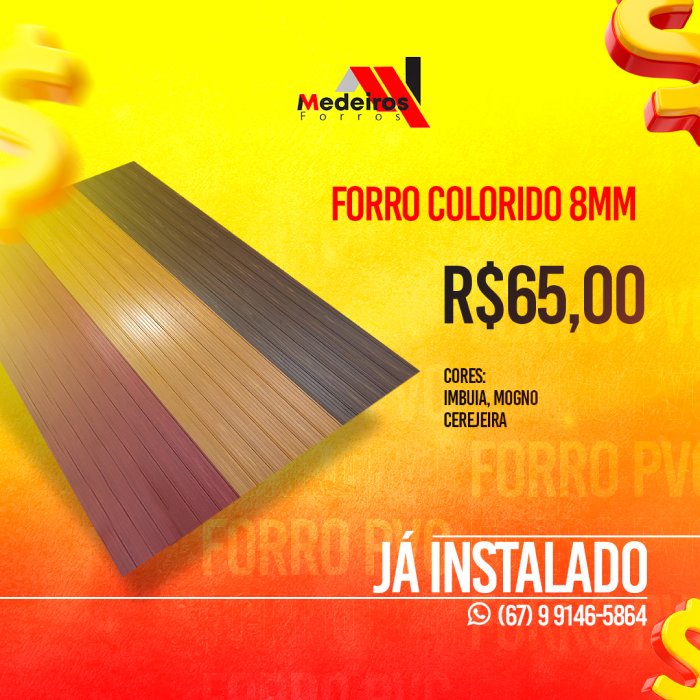 Medeiros
Forros
FORRO COLORIDO 8MM
R$65,00
CORES:
IMBUIA, MOGNO
CEREJEIRA
FORRO PVC
FORRO PVC
JÁ INSTALADO
(67) 9 9146-5864